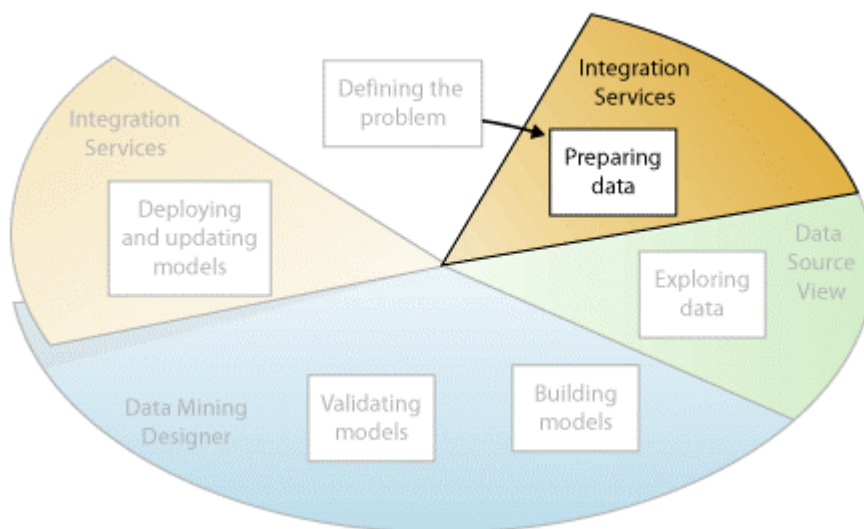 Defining the
problem
Integration
Services
Preparing
data
Data
Source
View
Exploring
data
Building
models
Validating
models
Data Mining
Designer
Integration
Services
Deploying
and updating
models